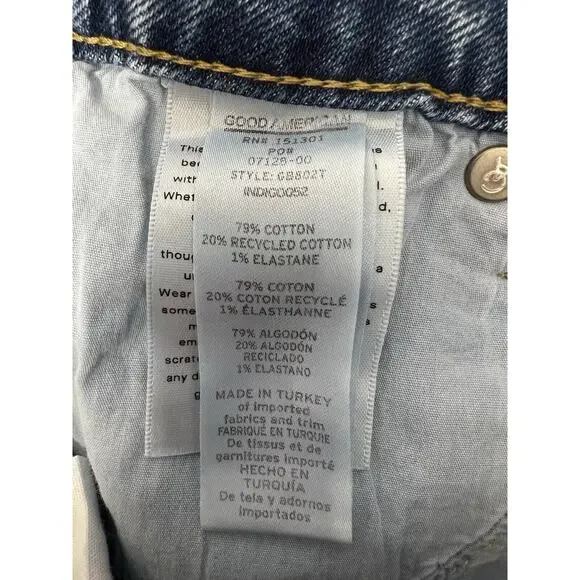 GOOD AMERICAN
RN# 151301
PO#
07128-00
STYLE: GB802T
INDIGO052
79% COTTON
20% RECYCLED COTTON
1% ELASTANE
79% COTON
20% COTON RECYCLÉ
1% ÉLASTHANNE
79% ALGODÓN
20% ALGODÓN
RECICLADO
1% ELASTANO
MADE IN TURKEY
of imported
fabrics and trim
FABRIQUÉ EN TURQUIE
De tissus et de
garnitures importé
HECHO EN
TURQUÍA
De tela y adornos
importados
Wear